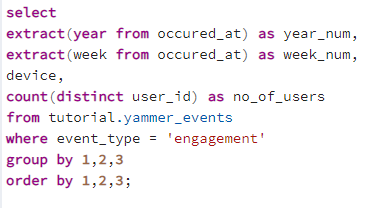 select
extract(year from occured_at) as year_num,
extract(week from occured_at) as week_num,
device,
count(distinct user_id) as no_of_users
from tutorial.yammer_events
where event_type = 'engagement'
group by 1,2,3
order by 1,2,3;